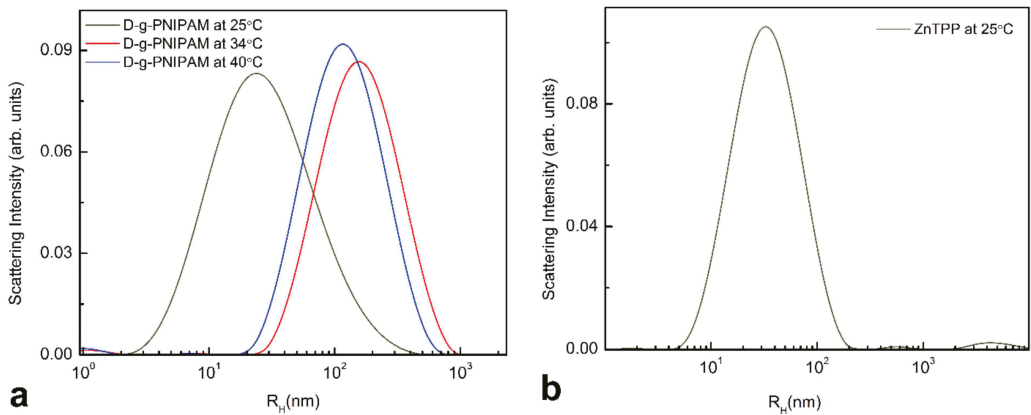 D-g-PNIPAM at 25°C
D-g-PNIPAM at 34°C
D-g-PNIPAM at 40°C
0.09
0.06
0.03
0.00
Scattering Intensity (arb. units)
10⁰
10¹
10²
10³
R_H(nm)
a
ZnTPP at 25°C
0.08
0.04
0.00
Scattering Intensity (arb. units)
10¹
10²
10³
R_H(nm)
b